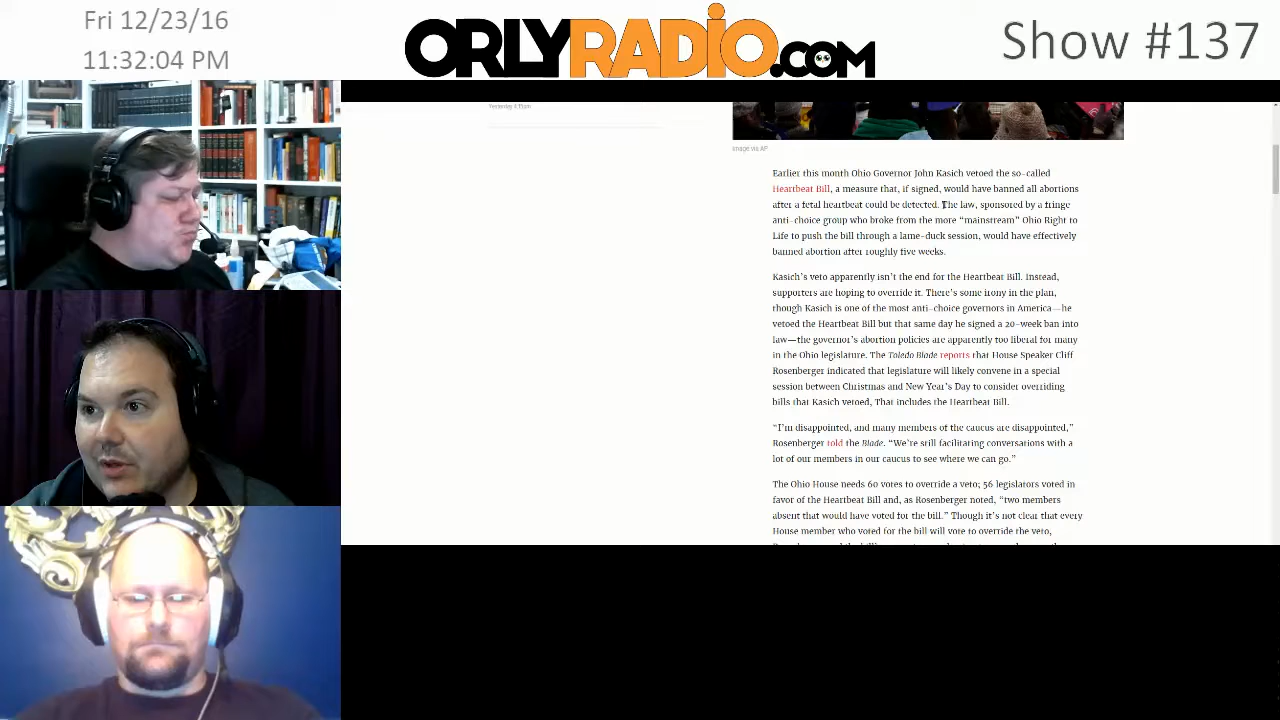 Fri 12/23/16
11:32:04 PM
ORLYRADIO.COM
Show #137
Yesterday 4:15pm
Image via AP
Earlier this month Ohio Governor John Kasich vetoed the so-called
Heartbeat Bill, a measure that, if signed, would have banned all abortions
after a fetal heartbeat could be detected. The law, sponsored by a fringe
anti-choice group who broke from the more “mainstream” Ohio Right to
Life to push the bill through a lame-duck session, would have effectively
banned abortion after roughly five weeks.
Kasich’s veto apparently isn’t the end for the Heartbeat Bill. Instead,
supporters are hoping to override it. There’s some irony in the plan,
though Kasich is one of the most anti-choice governors in America—he
vetoed the Heartbeat Bill but that same day he signed a 20-week ban into
law—the governor’s abortion policies are apparently too liberal for many
in the Ohio legislature. The Toledo Blade reports that House Speaker Cliff
Rosenberger indicated that legislature will likely convene in a special
session between Christmas and New Year’s Day to consider overriding
bills that Kasich vetoed, That includes the Heartbeat Bill.
“I’m disappointed, and many members of the caucus are disappointed,”
Rosenberger told the Blade. “We’re still facilitating conversations with a
lot of our members in our caucus to see where we can go.”
The Ohio House needs 60 votes to override a veto; 56 legislators voted in
favor of the Heartbeat Bill and, as Rosenberger noted, “two members
absent that would have voted for the bill.” Though it’s not clear that every
House member who voted for the bill will vote to override the veto,